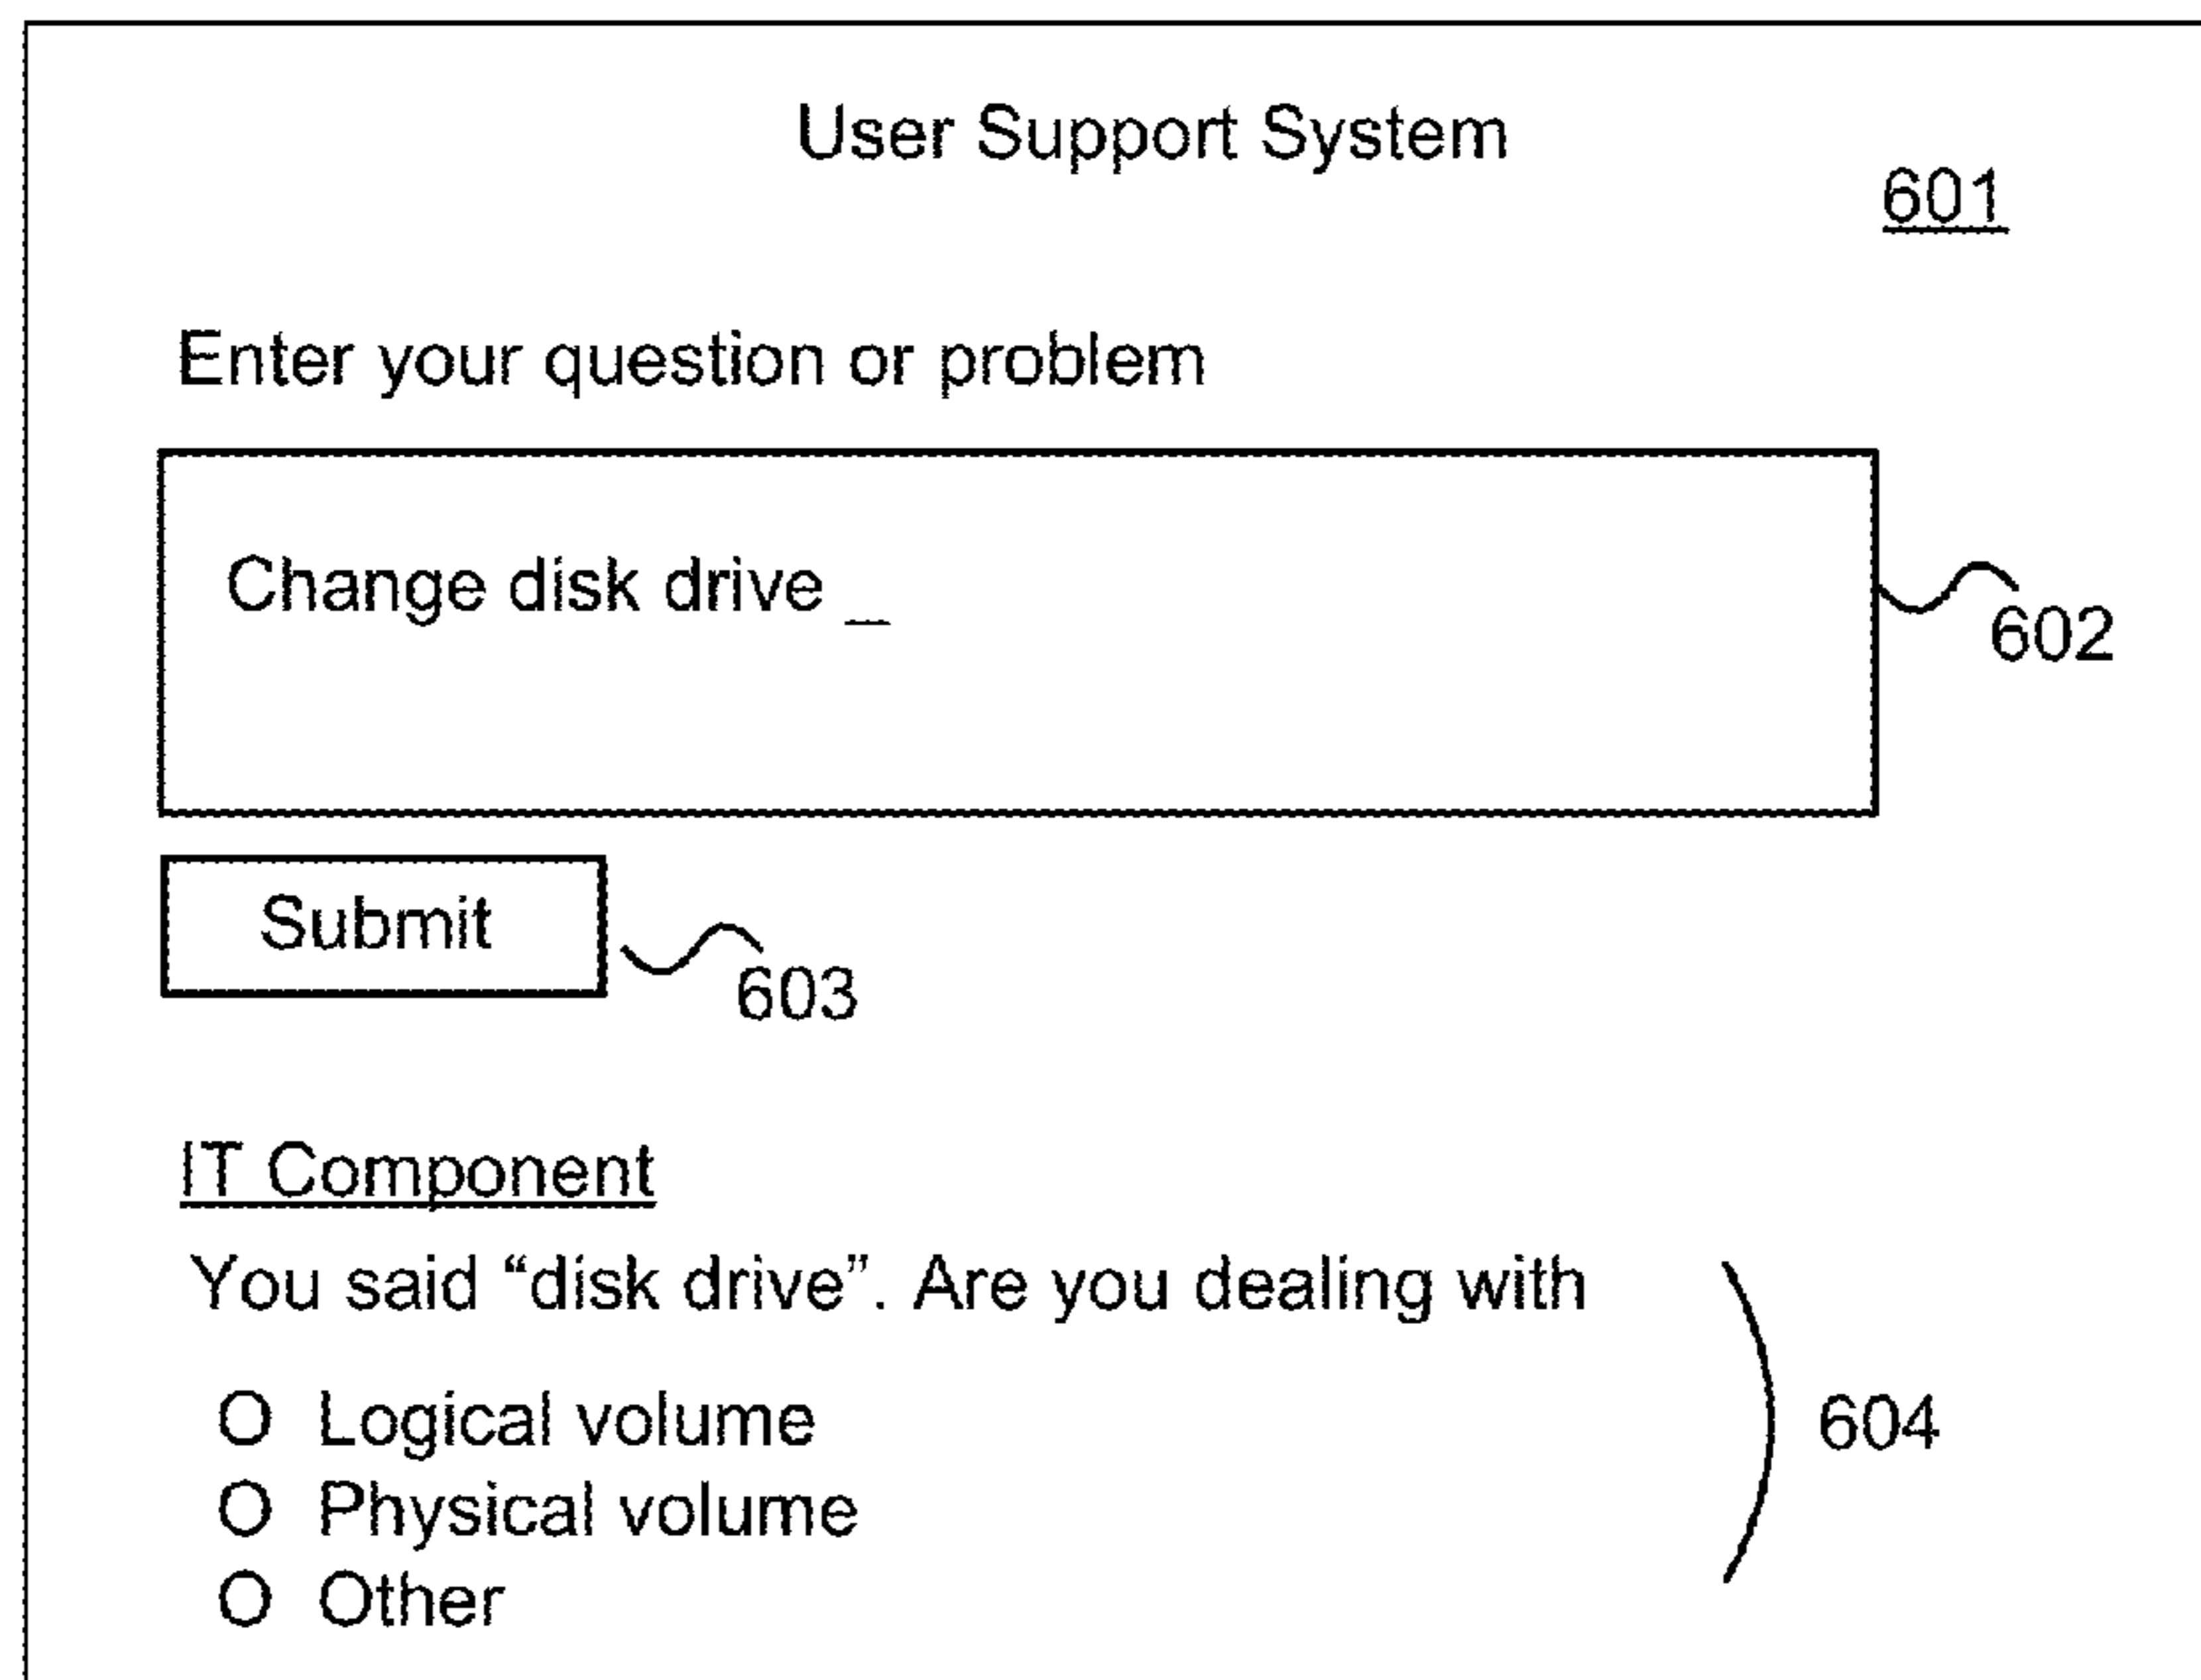 User Support System
601
Enter your question or problem
Change disk drive _
602
Submit
603
IT Component
You said “disk drive”. Are you dealing with
O Logical volume
604
O Physical volume
O Other